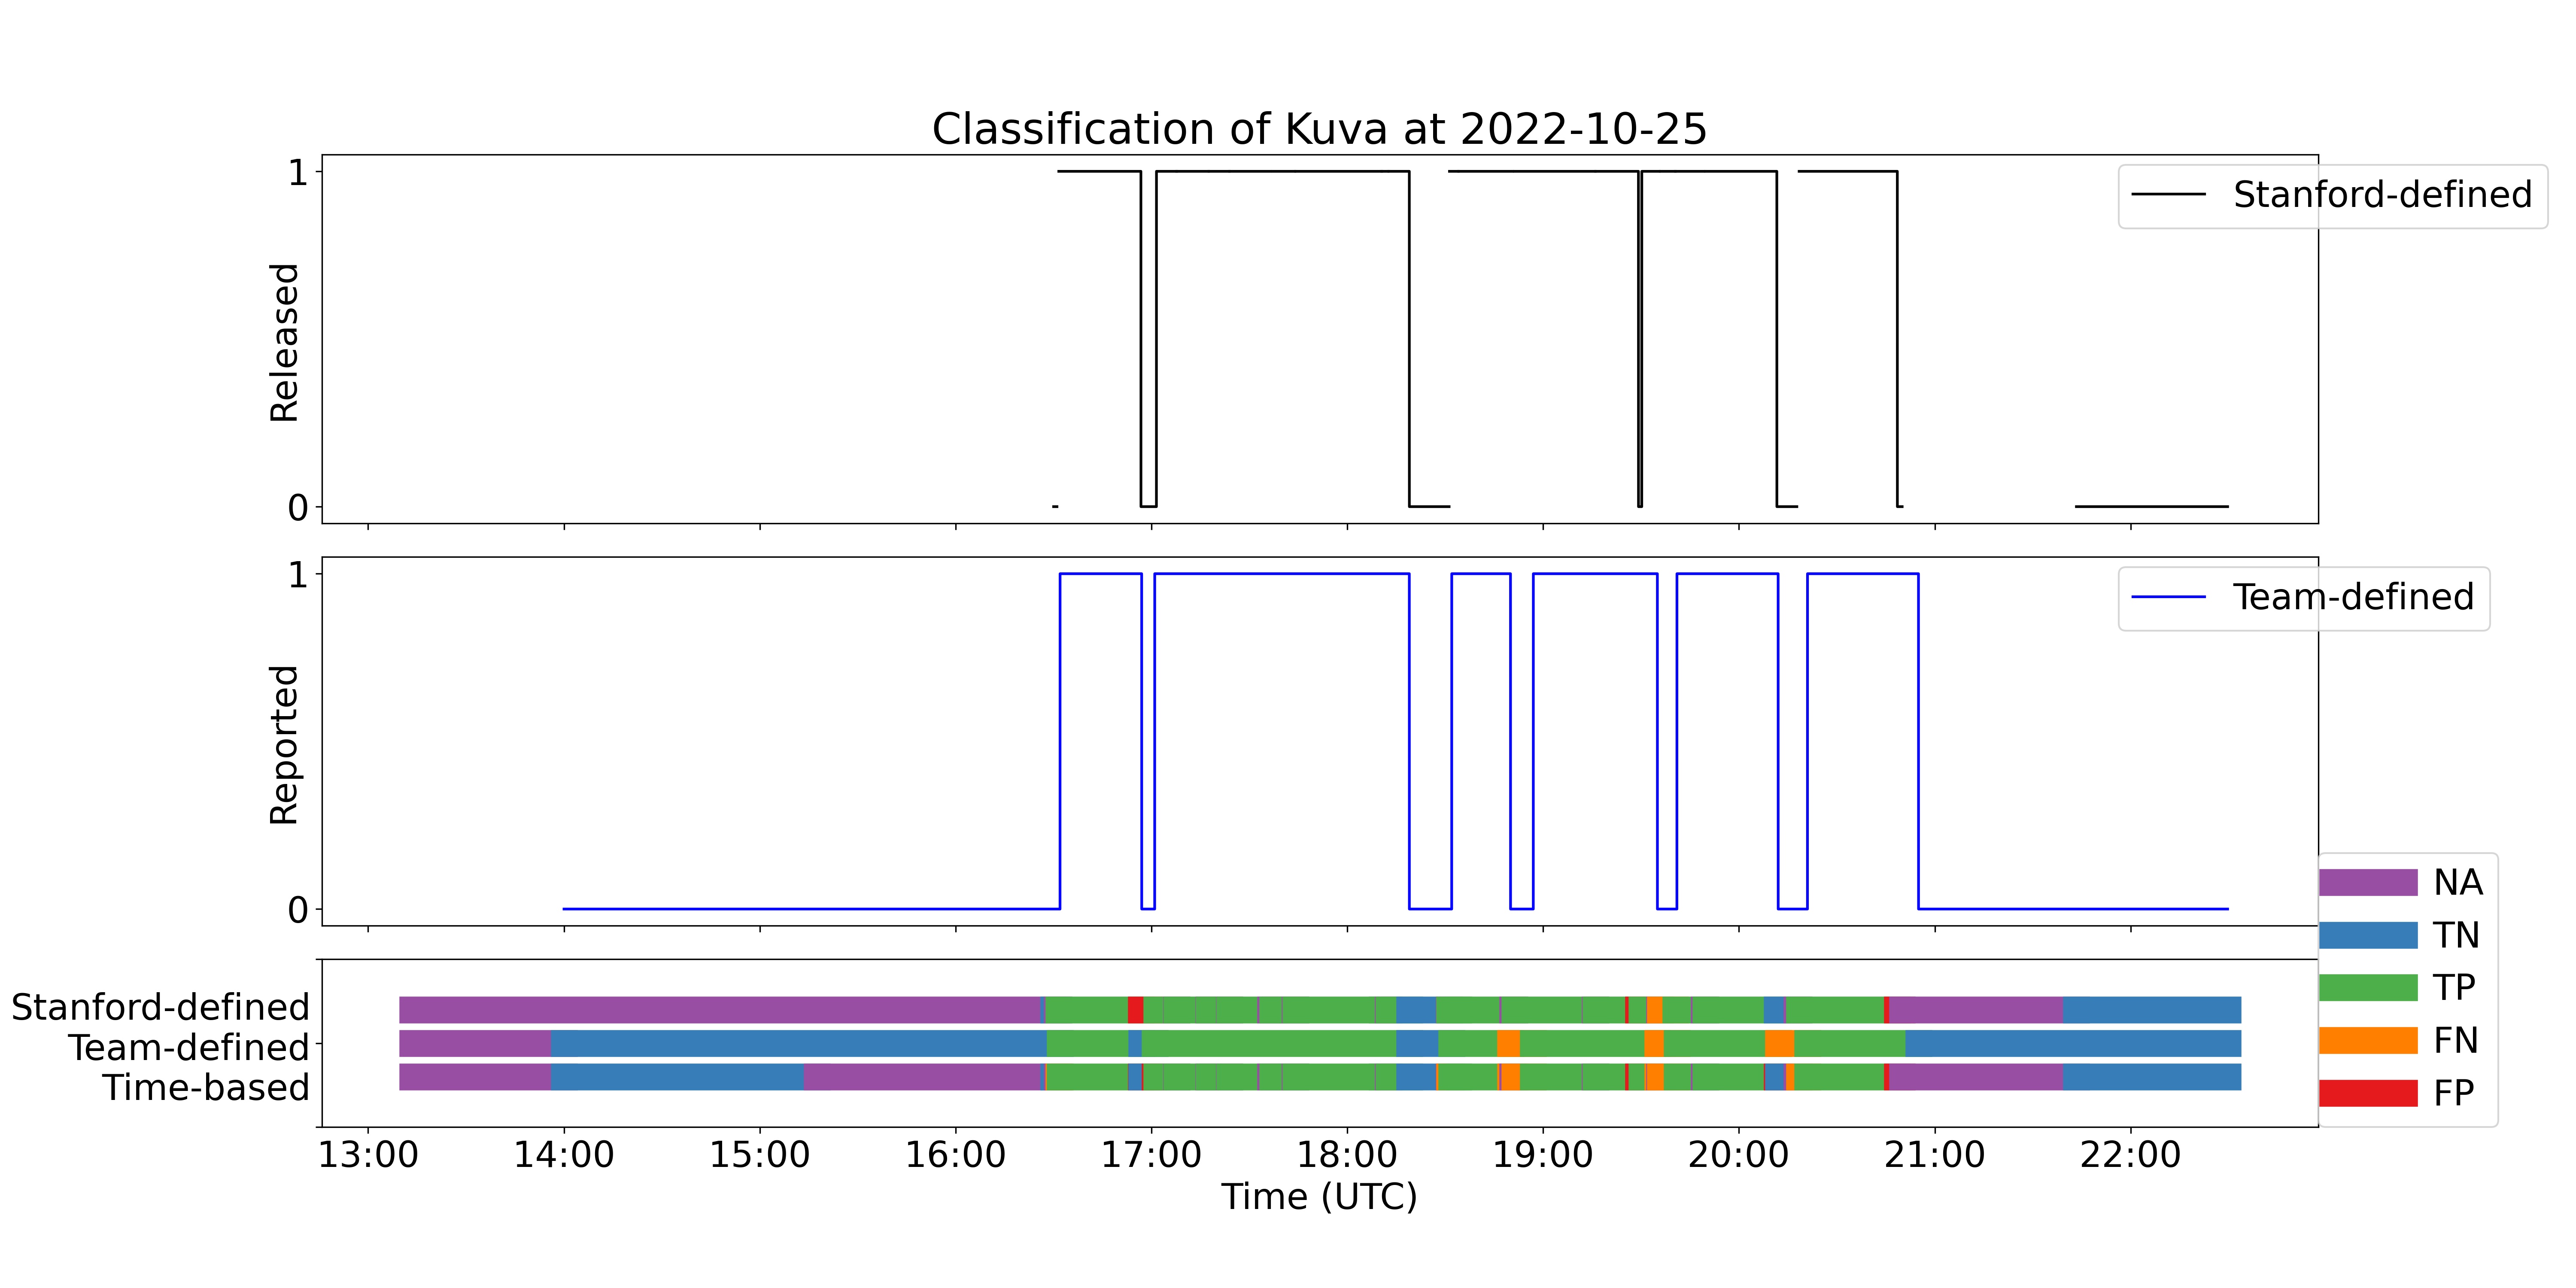 Classification of Kuva at 2022-10-25
1
Released
0
Stanford-defined
1
Reported
0
Team-defined
NA
TN
TP
FN
FP
Stanford-defined
Team-defined
Time-based
13:00 14:00 15:00 16:00 17:00 18:00 19:00 20:00 21:00 22:00
Time (UTC)